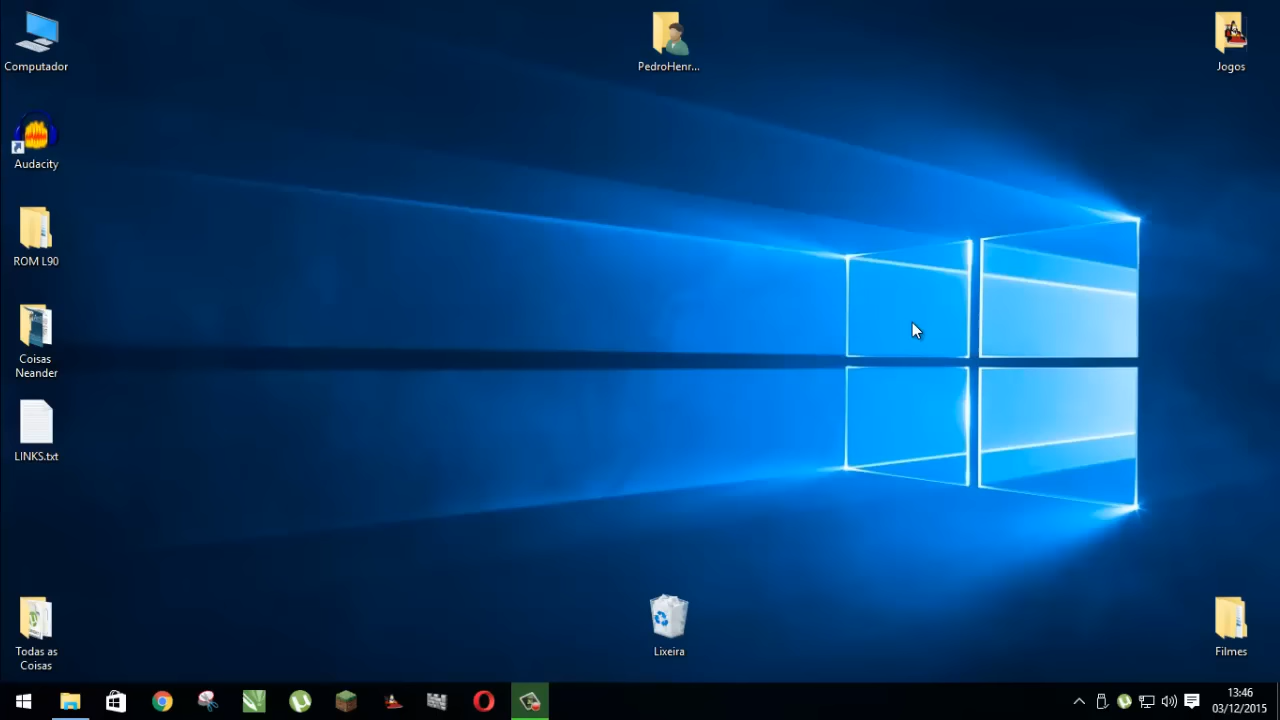 Computador
PedroHenr...
Jogos
Audacity
ROM L90
Coisas
Neander
LINKS.txt
Todas as
Coisas
Lixeira
Filmes
13:46
03/12/2015